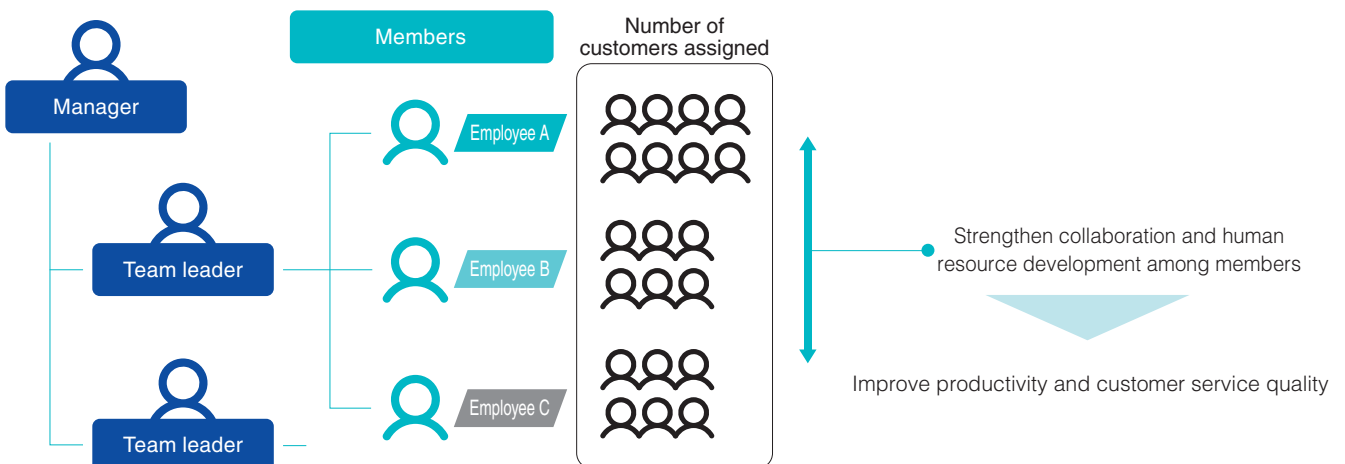 Manager
Members
Number of
customers assigned
Employee A
Team leader
Employee B
Strengthen collaboration and human
resource development among members
Improve productivity and customer service quality
Employee C
Team leader